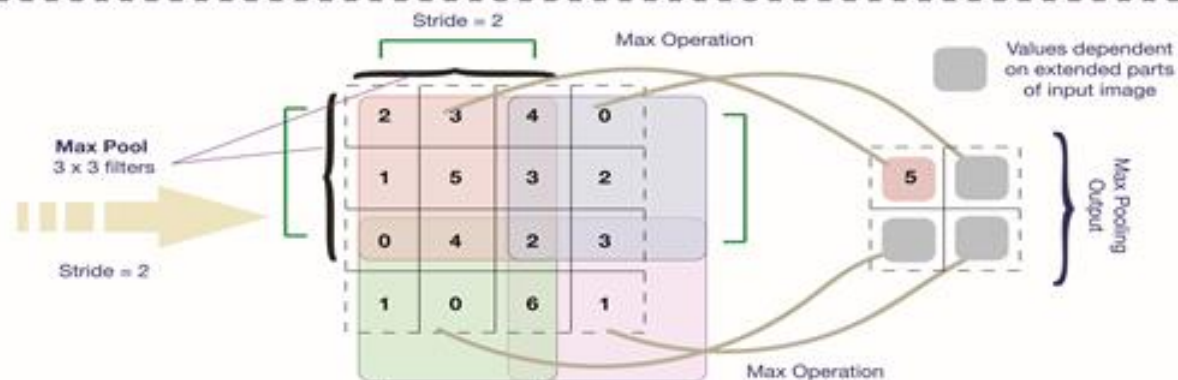 Stride = 2
Max Operation
Values dependent
on extended parts
of input image
Max Pool
3 x 3 filters
2 3 4 0
1 5 3 2
0 4 2 3
1 0 6 1
5
Max Pooling
Output
Stride = 2
Max Operation